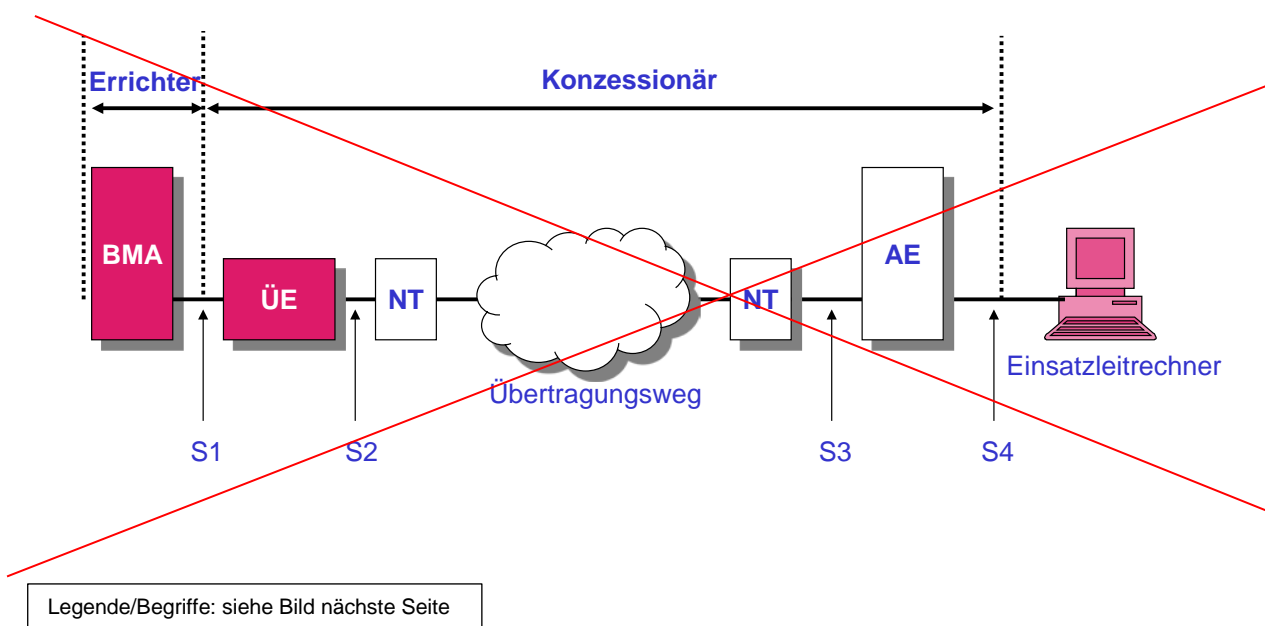 Errichter
Konzessionär
BMA
ÜE
NT
NT
AE
Übertragungsweg
Einsatzleitrechner
S1
S2
S3
S4
Legende/Begriffe: siehe Bild nächste Seite